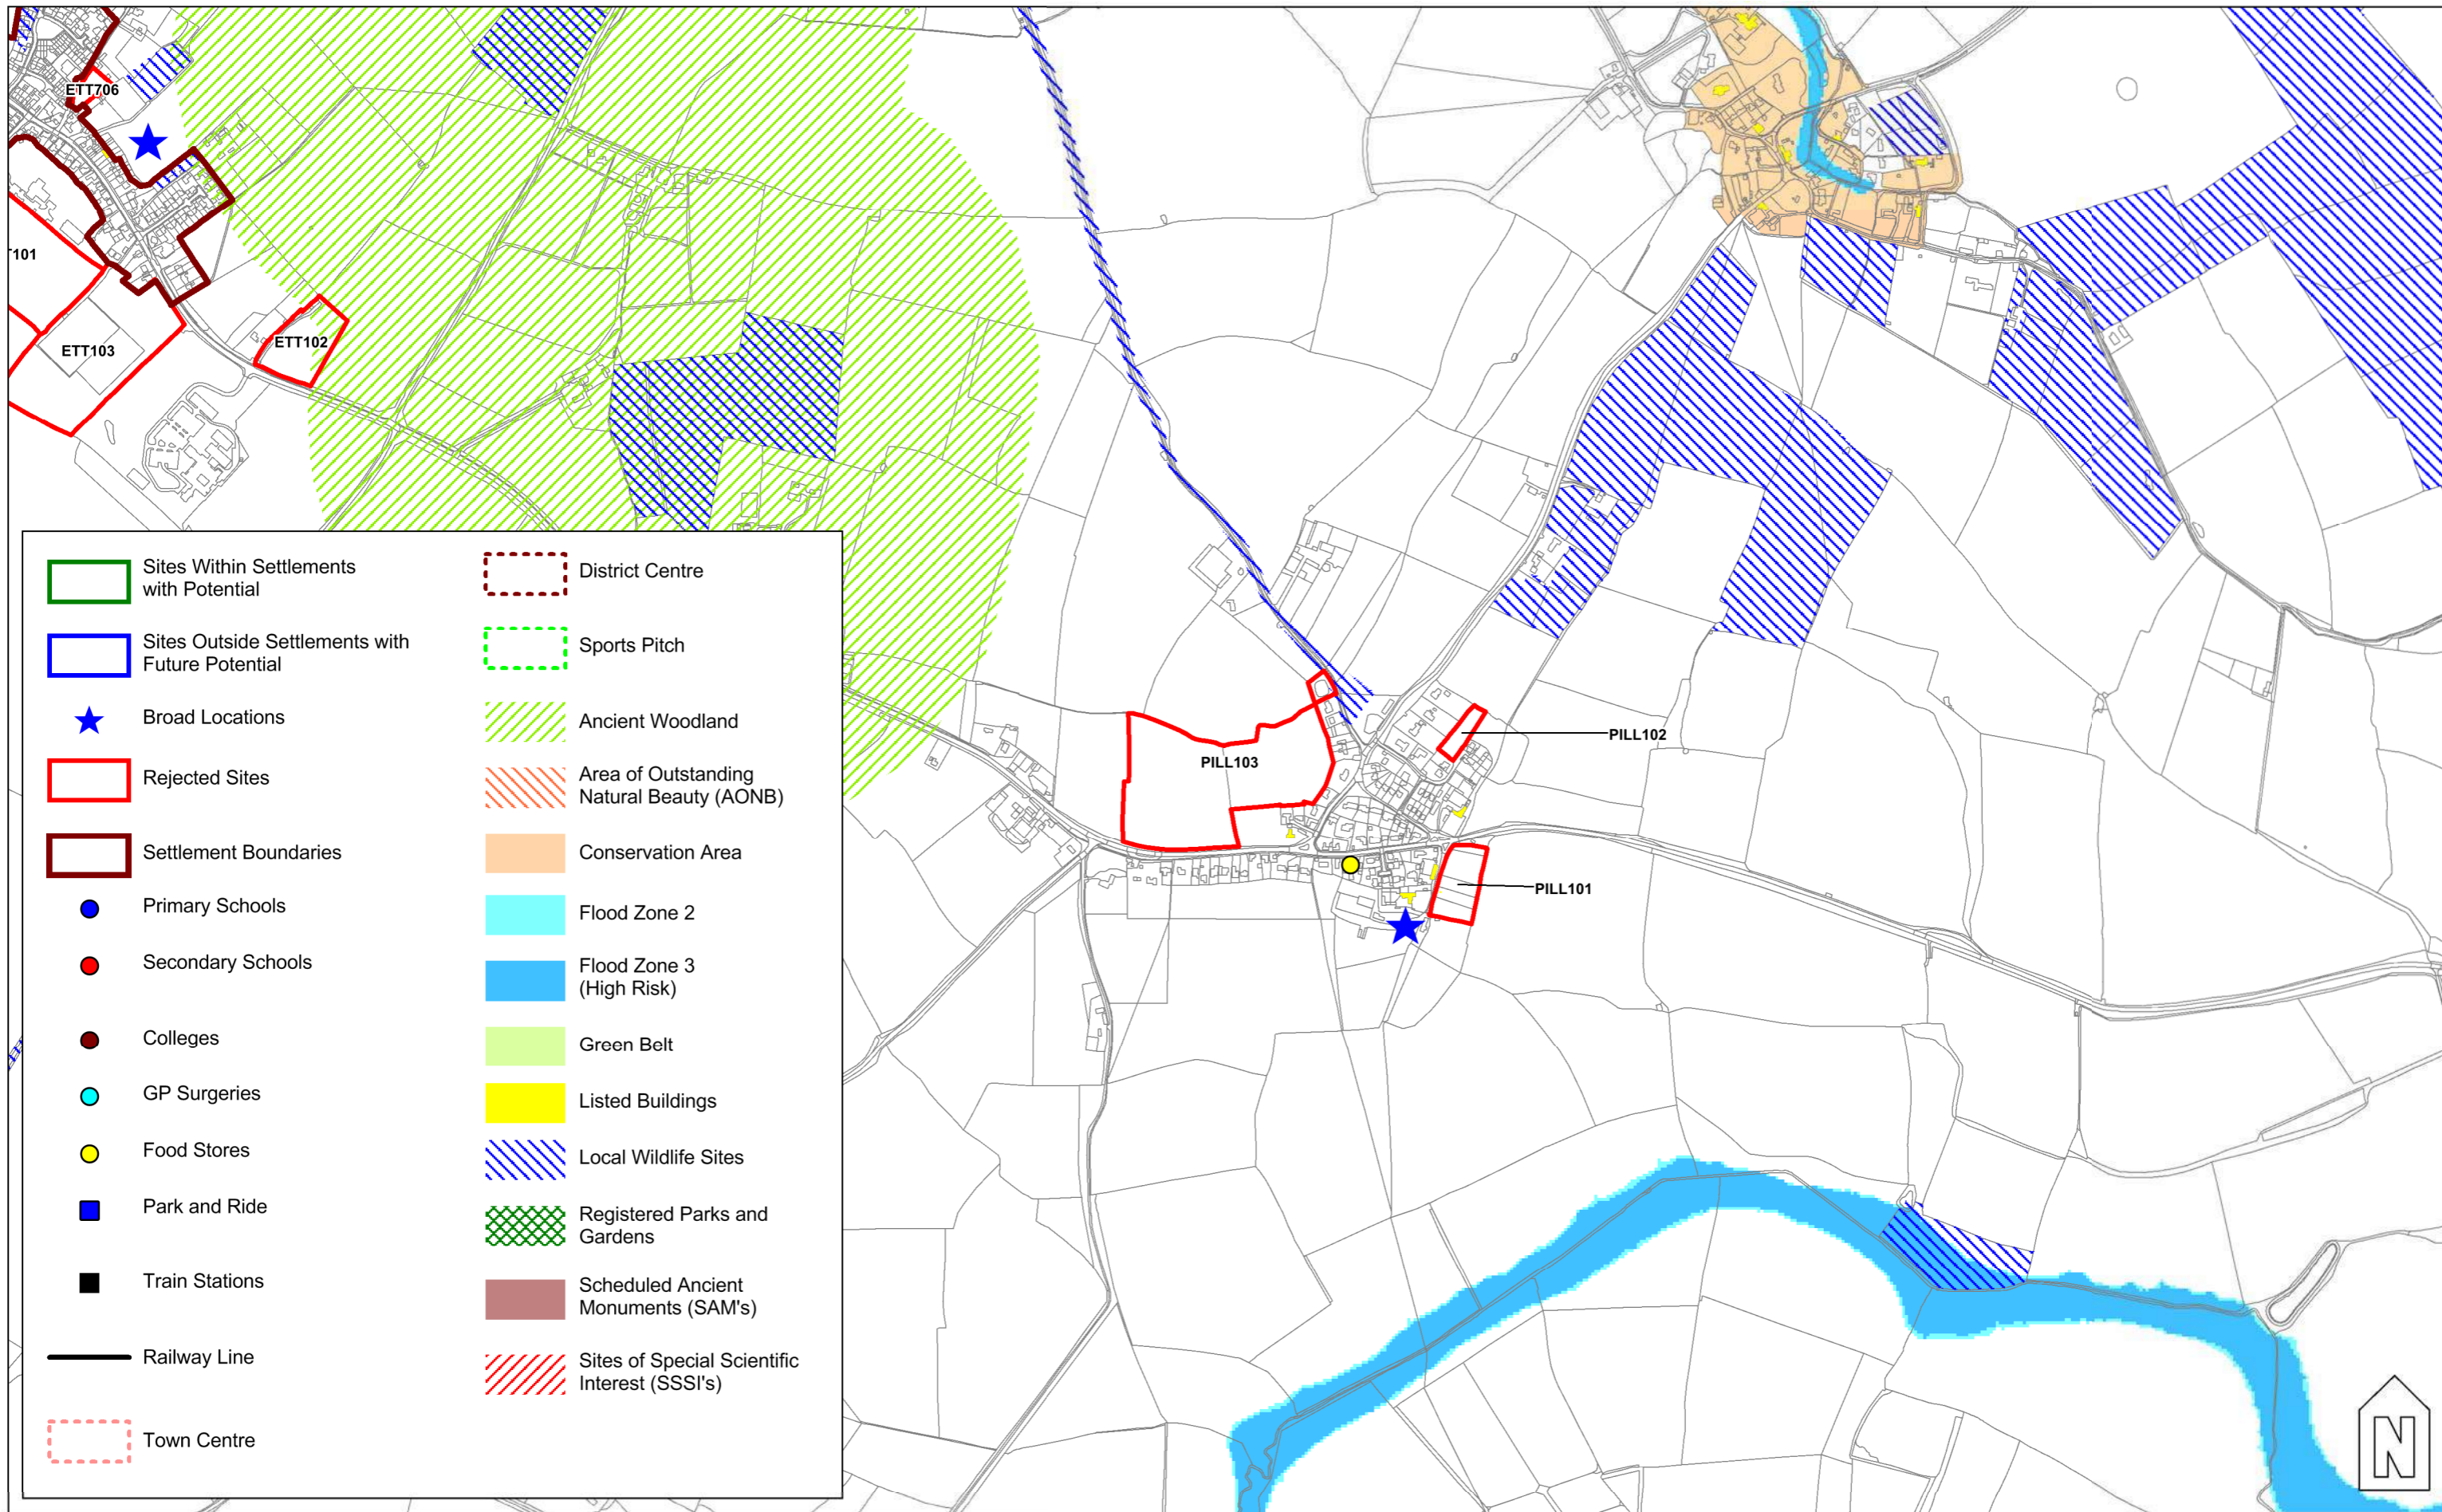 ETT706
T101
ETT103
ETT102
PILL103
PILL102
PILL101
Sites Within Settlements
with Potential
Sites Outside Settlements with
Future Potential
Broad Locations
Rejected Sites
Settlement Boundaries
Primary Schools
Secondary Schools
Colleges
GP Surgeries
Food Stores
Park and Ride
Train Stations
Railway Line
Town Centre
District Centre
Sports Pitch
Ancient Woodland
Area of Outstanding
Natural Beauty (AONB)
Conservation Area
Flood Zone 2
Flood Zone 3
(High Risk)
Green Belt
Listed Buildings
Local Wildlife Sites
Registered Parks and
Gardens
Scheduled Ancient
Monuments (SAM's)
Sites of Special Scientific
Interest (SSSI's)
N